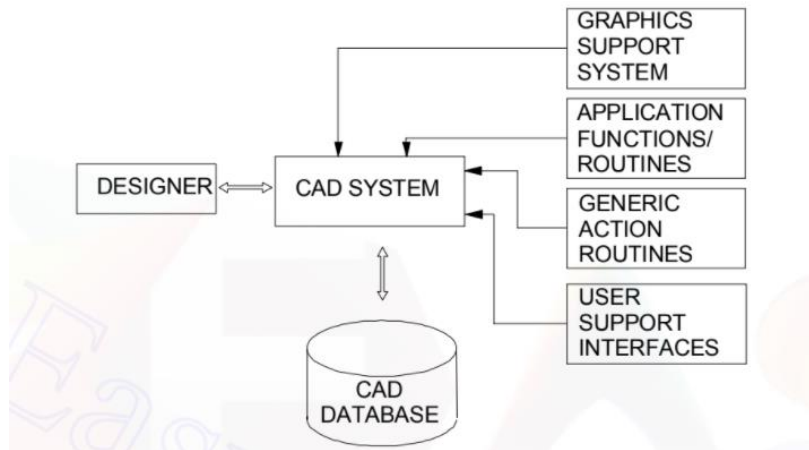 GRAPHICS
SUPPORT
SYSTEM
APPLICATION
FUNCTIONS/
ROUTINES
DESIGNER
CAD SYSTEM
GENERIC
ACTION
ROUTINES
USER
SUPPORT
INTERFACES
CAD
DATABASE